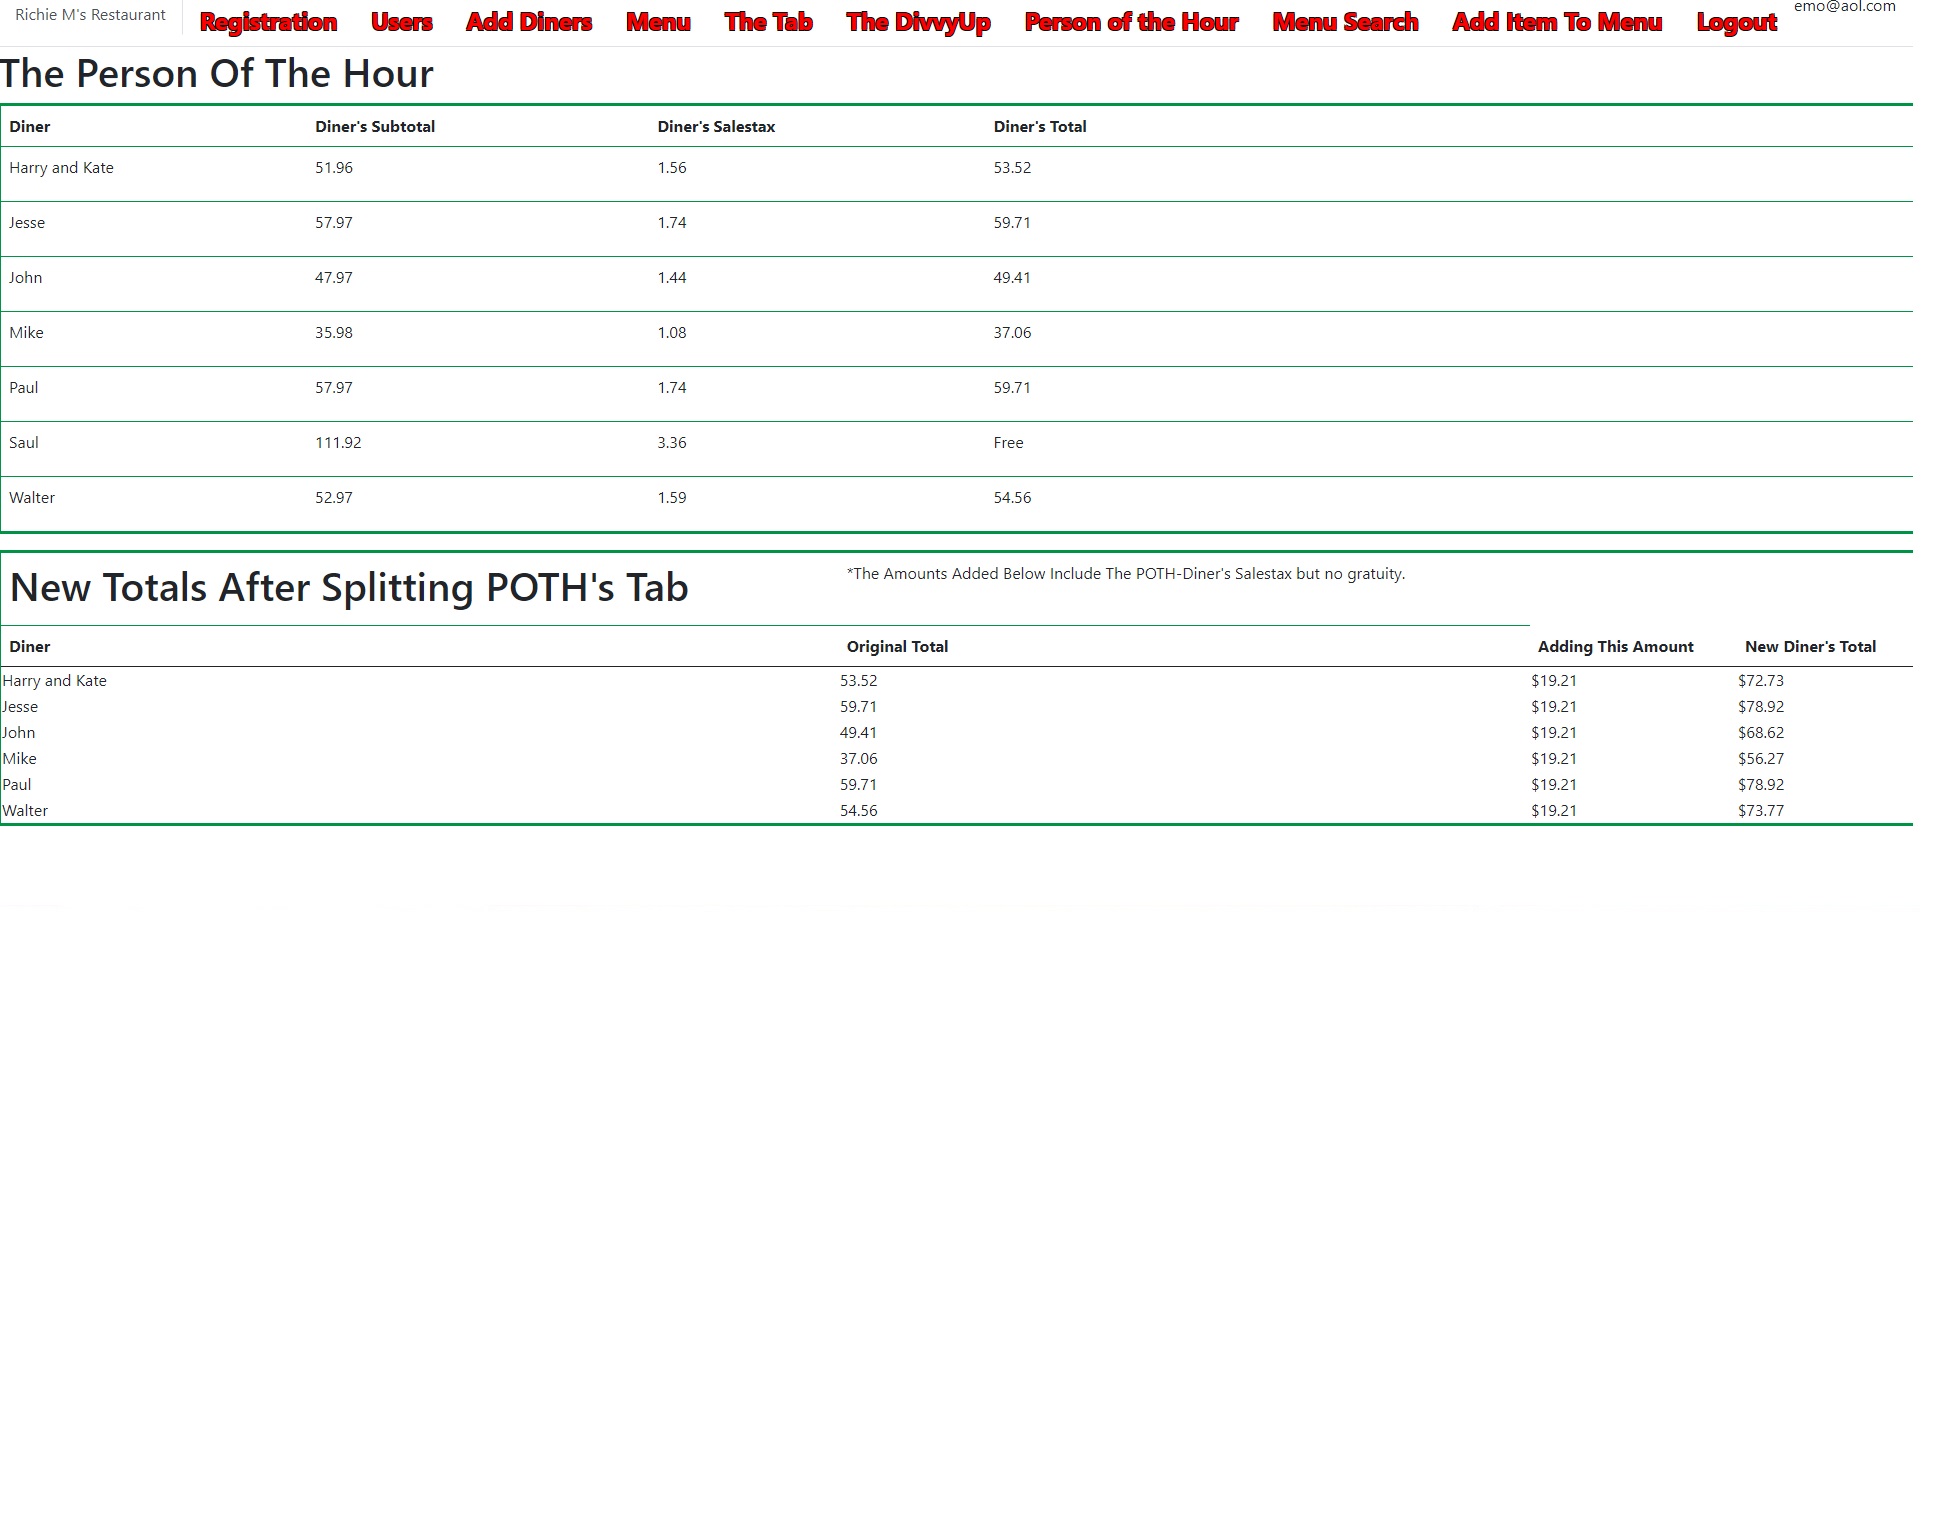 Richie M's Restaurant Registration Users Add Diners Menu The Tab The DivvyUp Person of the Hour Menu Search Add Item To Menu Logout emo@aol.com
The Person Of The Hour
Diner Diner's Subtotal Diner's Salestax Diner's Total
Harry and Kate 51.96 1.56 53.52
Jesse 57.97 1.74 59.71
John 47.97 1.44 49.41
Mike 35.98 1.08 37.06
Paul 57.97 1.74 59.71
Saul 111.92 3.36 Free
Walter 52.97 1.59 54.56
New Totals After Splitting POTH's Tab *The Amounts Added Below Include The POTH-Diner's Salestax but no gratuity.
Diner Original Total Adding This Amount New Diner's Total
Harry and Kate 53.52 $19.21 $72.73
Jesse 59.71 $19.21 $78.92
John 49.41 $19.21 $68.62
Mike 37.06 $19.21 $56.27
Paul 59.71 $19.21 $78.92
Walter 54.56 $19.21 $73.77